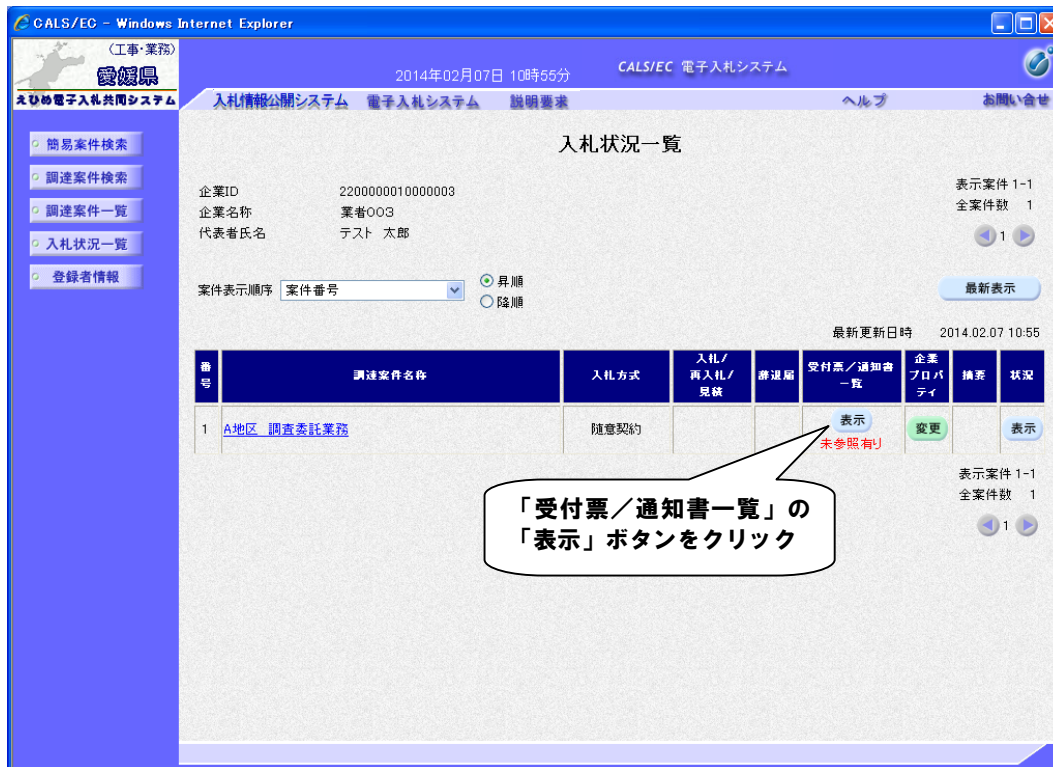 CALS/EC - Windows Internet Explorer
(工事・業務)
愛媛県
えひめ電子入札共同システム
2014年02月07日 10時55分
CALS/EC 電子入札システム
入札情報公開システム 電子入札システム 説明要求 ヘルプ お問い合せ
簡易案件検索
調達案件検索
調達案件一覧
入札状況一覧
登録者情報
入札状況一覧
企業ID 2200000010000003
企業名称 業者003
代表者氏名 テスト 太郎
表示案件 1-1
全案件数 1
1
案件表示順序 案件番号
昇順
降順
最新表示
最新更新日時 2014.02.07 10:55
番号 調達案件名称 入札方式 入札/再入札/見積 辞退届 受付票/通知書一覧 企業プロパティ 摘要 状況
1 A地区 調査委託業務 随意契約 表示 変更 表示
未参照有り
表示案件 1-1
全案件数 1
1
「受付票/通知書一覧」の
「表示」ボタンをクリック